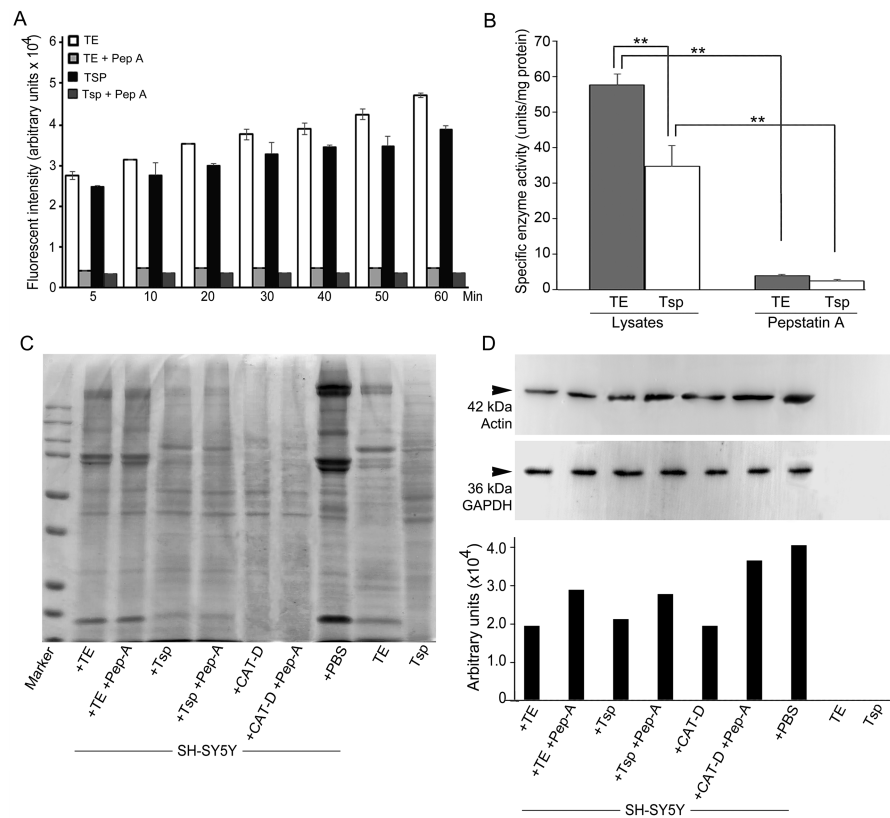 A
Fluorescent intensity (arbitrary units x 10⁴)
6
5
4
3
2
1
0
TE
TE + Pep A
TSP
Tsp + Pep A
5 10 20 30 40 50 60 Min
B
Specific enzyme activity (units/mg protein)
70
60
50
40
30
20
10
0
**
**
**
TE Tsp TE Tsp
Lysates Pepstatin A
C
Marker
+TE
+TE +Pep-A
+Tsp
+Tsp +Pep-A
+CAT-D
+CAT-D +Pep-A
+PBS
TE
Tsp
SH-SY5Y
D
42 kDa
Actin
36 kDa
GAPDH
Arbitrary units (x10⁴)
4.0
3.0
2.0
1.0
0
+TE
+TE +Pep-A
+Tsp
+Tsp +Pep-A
+CAT-D
+CAT-D +Pep-A
+PBS
TE
Tsp
SH-SY5Y